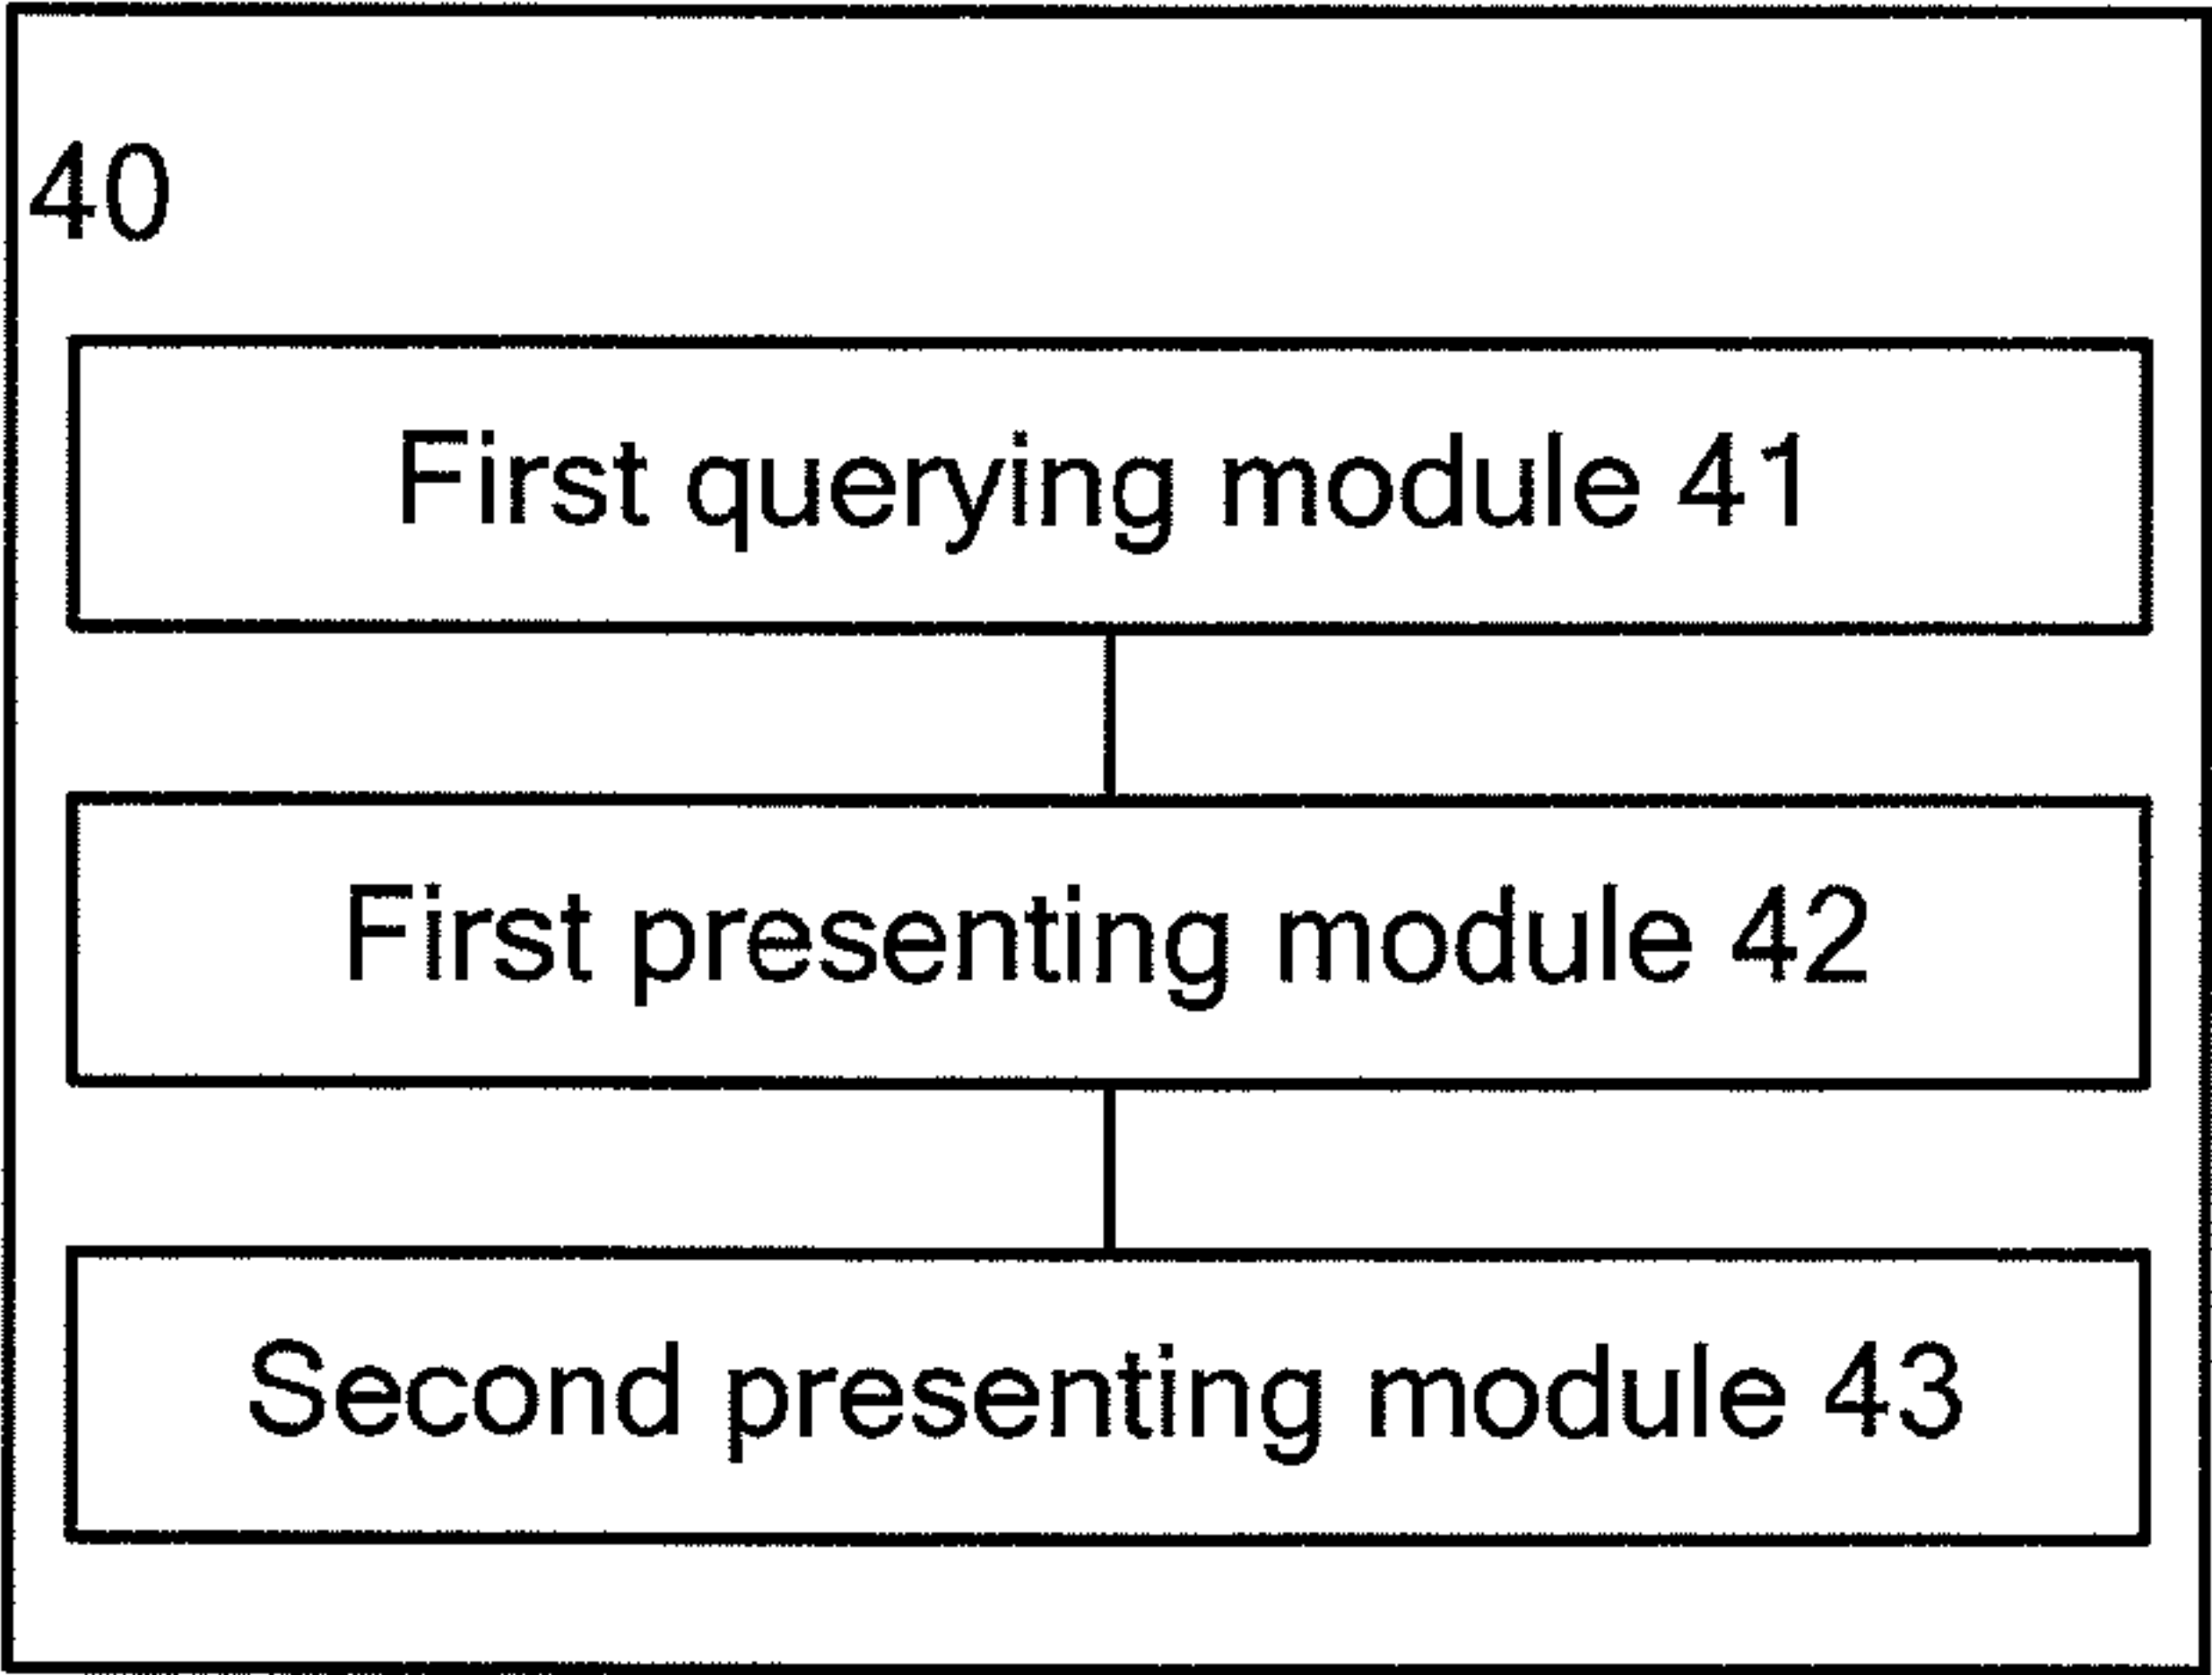 40
First querying module 41
First presenting module 42
Second presenting module 43